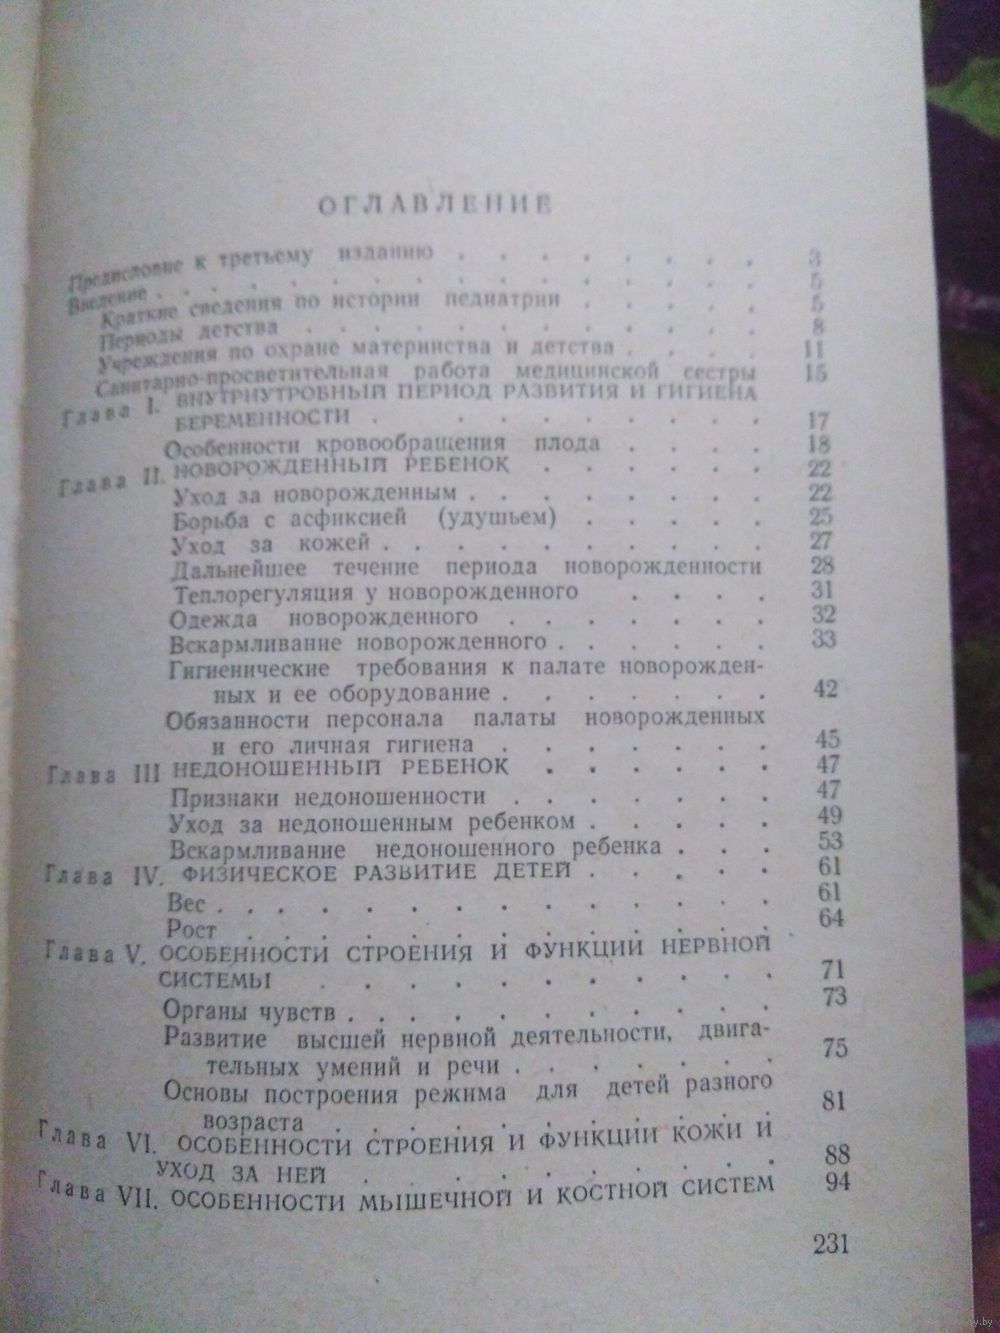 ОГЛАВЛЕНИЕ
Предисловие к третьему изданию . . . . . . . . 3
Введение . . . . . . . . . . . . . . 5
Краткие сведения по истории педиатрии . . . . . 5
Периоды детства . . . . . . . . . . . 8
Учреждения по охране материнства и детства . . . . 11
Санитарно-просветительная работа медицинской сестры 15
Глава I. ВНУТРИУТРОБНЫЙ ПЕРИОД РАЗВИТИЯ И ГИГИЕНА
БЕРЕМЕННОСТИ . . . . . . . . . 17
Особенности кровообращения плода . . . . 18
Глава II. НОВОРОЖДЕННЫЙ РЕБЕНОК . . . . . . 22
Уход за новорожденным . . . . . . . . 22
Борьба с асфиксией (удушьем) . . . . . 25
Уход за кожей . . . . . . . . . . 27
Дальнейшее течение периода новорожденности 28
Теплорегуляция у новорожденного . . . . 31
Одежда новорожденного . . . . . . . 32
Вскармливание новорожденного . . . . . 33
Гигиенические требования к палате новорожден-
ных и ее оборудование . . . . . . . 42
Обязанности персонала палаты новорожденных
и его личная гигиена . . . . . . . 45
Глава III НЕДОНОШЕННЫЙ РЕБЕНОК . . . . . . 47
Признаки недоношенности . . . . . . . 47
Уход за недоношенным ребенком . . . . . 49
Вскармливание недоношенного ребенка . . . 53
Глава IV. ФИЗИЧЕСКОЕ РАЗВИТИЕ ДЕТЕЙ . . . . . 61
Вес . . . . . . . . . . . . . . 61
Рост . . . . . . . . . . . . . 64
Глава V. ОСОБЕННОСТИ СТРОЕНИЯ И ФУНКЦИИ НЕРВНОЙ
СИСТЕМЫ . . . . . . . . . . . 71
Органы чувств . . . . . . . . . . 73
Развитие высшей нервной деятельности, двига-
тельных умений и речи . . . . . . . 75
Основы построения режима для детей разного
возраста . . . . . . . . . . . 81
Глава VI. ОСОБЕННОСТИ СТРОЕНИЯ И ФУНКЦИИ КОЖИ И
УХОД ЗА НЕЙ . . . . . . . . . . 88
Глава VII. ОСОБЕННОСТИ МЫШЕЧНОЙ И КОСТНОЙ СИСТЕМ 94
231